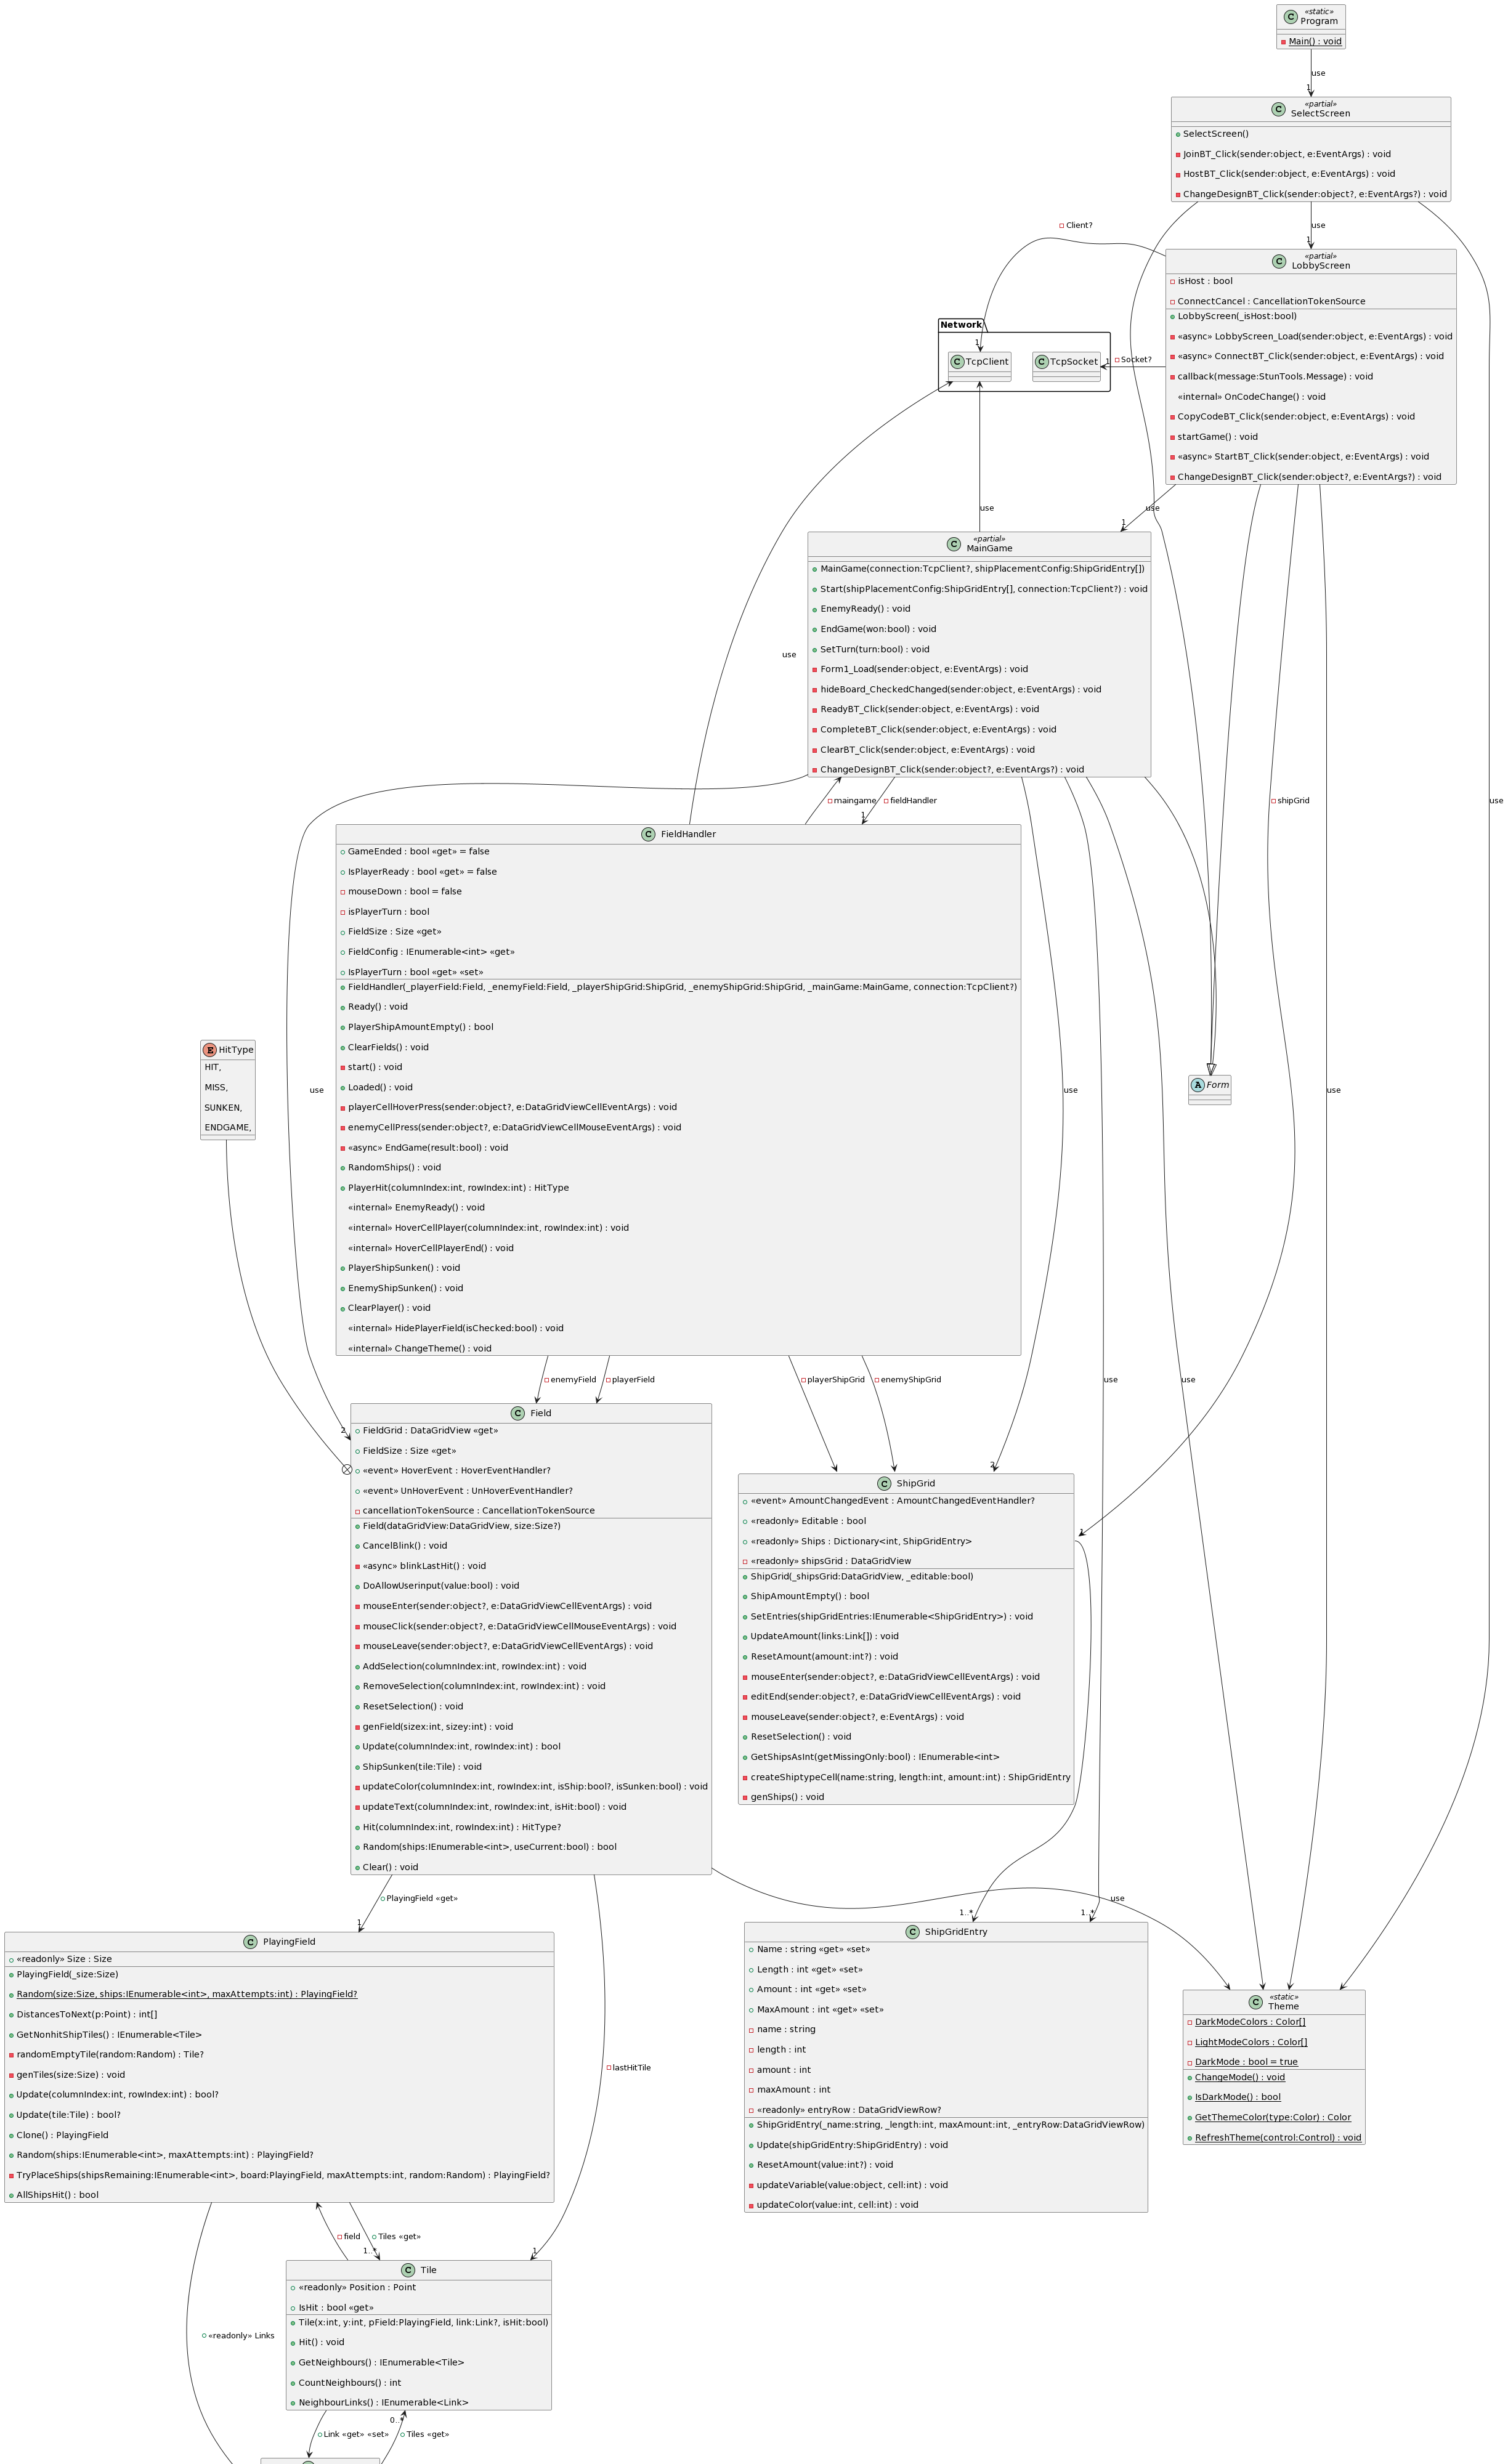 «static»
Program
Main() : void
use
1
«partial»
SelectScreen
SelectScreen()
JoinBT_Click(sender:object, e:EventArgs) : void
HostBT_Click(sender:object, e:EventArgs) : void
ChangeDesignBT_Click(sender:object?, e:EventArgs?) : void
Client?
use
1
«partial»
LobbyScreen
isHost : bool
ConnectCancel : CancellationTokenSource
LobbyScreen(_isHost:bool)
«async» LobbyScreen_Load(sender:object, e:EventArgs) : void
«async» ConnectBT_Click(sender:object, e:EventArgs) : void
callback(message:StunTools.Message) : void
«internal» OnCodeChange() : void
CopyCodeBT_Click(sender:object, e:EventArgs) : void
startGame() : void
«async» StartBT_Click(sender:object, e:EventArgs) : void
ChangeDesignBT_Click(sender:object?, e:EventArgs?) : void
Network
1
TcpClient
TcpSocket
1
Socket?
use
use
1
«partial»
MainGame
MainGame(connection:TcpClient?, shipPlacementConfig:ShipGridEntry[])
Start(shipPlacementConfig:ShipGridEntry[], connection:TcpClient?) : void
EnemyReady() : void
EndGame(won:bool) : void
SetTurn(turn:bool) : void
Form1_Load(sender:object, e:EventArgs) : void
hideBoard_CheckedChanged(sender:object, e:EventArgs) : void
ReadyBT_Click(sender:object, e:EventArgs) : void
CompleteBT_Click(sender:object, e:EventArgs) : void
ClearBT_Click(sender:object, e:EventArgs) : void
ChangeDesignBT_Click(sender:object?, e:EventArgs?) : void
use
maingame
fieldHandler
1
shipGrid
use
FieldHandler
GameEnded : bool «get» = false
IsPlayerReady : bool «get» = false
mouseDown : bool = false
isPlayerTurn : bool
FieldSize : Size «get»
FieldConfig : IEnumerable<int> «get»
IsPlayerTurn : bool «get» «set»
FieldHandler(_playerField:Field, _enemyField:Field, _playerShipGrid:ShipGrid, _enemyShipGrid:ShipGrid, _mainGame:MainGame, connection:TcpClient?)
Ready() : void
PlayerShipAmountEmpty() : bool
ClearFields() : void
start() : void
Loaded() : void
playerCellHoverPress(sender:object?, e:DataGridViewCellEventArgs) : void
enemyCellPress(sender:object?, e:DataGridViewCellMouseEventArgs) : void
«async» EndGame(result:bool) : void
RandomShips() : void
PlayerHit(columnIndex:int, rowIndex:int) : HitType
«internal» EnemyReady() : void
«internal» HoverCellPlayer(columnIndex:int, rowIndex:int) : void
«internal» HoverCellPlayerEnd() : void
PlayerShipSunken() : void
EnemyShipSunken() : void
ClearPlayer() : void
«internal» HidePlayerField(isChecked:bool) : void
«internal» ChangeTheme() : void
HitType
HIT,
MISS,
SUNKEN,
ENDGAME,
use
use
Form
use
enemyField
playerField
playerShipGrid
enemyShipGrid
use
use
2
Field
FieldGrid : DataGridView «get»
FieldSize : Size «get»
«event» HoverEvent : HoverEventHandler?
«event» UnHoverEvent : UnHoverEventHandler?
cancellationTokenSource : CancellationTokenSource
Field(dataGridView:DataGridView, size:Size?)
CancelBlink() : void
«async» blinkLastHit() : void
DoAllowUserinput(value:bool) : void
mouseEnter(sender:object?, e:DataGridViewCellEventArgs) : void
mouseClick(sender:object?, e:DataGridViewCellMouseEventArgs) : void
mouseLeave(sender:object?, e:DataGridViewCellEventArgs) : void
AddSelection(columnIndex:int, rowIndex:int) : void
RemoveSelection(columnIndex:int, rowIndex:int) : void
ResetSelection() : void
genField(sizex:int, sizey:int) : void
Update(columnIndex:int, rowIndex:int) : bool
ShipSunken(tile:Tile) : void
updateColor(columnIndex:int, rowIndex:int, isShip:bool?, isSunken:bool) : void
updateText(columnIndex:int, rowIndex:int, isHit:bool) : void
Hit(columnIndex:int, rowIndex:int) : HitType?
Random(ships:IEnumerable<int>, useCurrent:bool) : bool
Clear() : void
2
1
ShipGrid
«event» AmountChangedEvent : AmountChangedEventHandler?
«readonly» Editable : bool
«readonly» Ships : Dictionary<int, ShipGridEntry>
«readonly» shipsGrid : DataGridView
ShipGrid(_shipsGrid:DataGridView, _editable:bool)
ShipAmountEmpty() : bool
SetEntries(shipGridEntries:IEnumerable<ShipGridEntry>) : void
UpdateAmount(links:Link[]) : void
ResetAmount(amount:int?) : void
mouseEnter(sender:object?, e:DataGridViewCellEventArgs) : void
editEnd(sender:object?, e:DataGridViewCellEventArgs) : void
mouseLeave(sender:object?, e:EventArgs) : void
ResetSelection() : void
GetShipsAsInt(getMissingOnly:bool) : IEnumerable<int>
createShiptypeCell(name:string, length:int, amount:int) : ShipGridEntry
genShips() : void
PlayingField «get»
1
use
1..*
1..*
PlayingField
«readonly» Size : Size
PlayingField(_size:Size)
Random(size:Size, ships:IEnumerable<int>, maxAttempts:int) : PlayingField?
DistancesToNext(p:Point) : int[]
GetNonhitShipTiles() : IEnumerable<Tile>
randomEmptyTile(random:Random) : Tile?
genTiles(size:Size) : void
Update(columnIndex:int, rowIndex:int) : bool?
Update(tile:Tile) : bool?
Clone() : PlayingField
Random(ships:IEnumerable<int>, maxAttempts:int) : PlayingField?
TryPlaceShips(shipsRemaining:IEnumerable<int>, board:PlayingField, maxAttempts:int, random:Random) : PlayingField?
AllShipsHit() : bool
lastHitTile
ShipGridEntry
Name : string «get» «set»
Length : int «get» «set»
Amount : int «get» «set»
MaxAmount : int «get» «set»
name : string
length : int
amount : int
maxAmount : int
«readonly» entryRow : DataGridViewRow?
ShipGridEntry(_name:string, _length:int, maxAmount:int, _entryRow:DataGridViewRow)
Update(shipGridEntry:ShipGridEntry) : void
ResetAmount(value:int?) : void
updateVariable(value:object, cell:int) : void
updateColor(value:int, cell:int) : void
«static»
Theme
DarkModeColors : Color[]
LightModeColors : Color[]
DarkMode : bool = true
ChangeMode() : void
IsDarkMode() : bool
GetThemeColor(type:Color) : Color
RefreshTheme(control:Control) : void
field
Tiles «get»
1..*
1
Tile
«readonly» Position : Point
IsHit : bool «get»
Tile(x:int, y:int, pField:PlayingField, link:Link?, isHit:bool)
Hit() : void
GetNeighbours() : IEnumerable<Tile>
CountNeighbours() : int
NeighbourLinks() : IEnumerable<Link>
«readonly» Links
0..*
Link «get» «set»
Tiles «get»